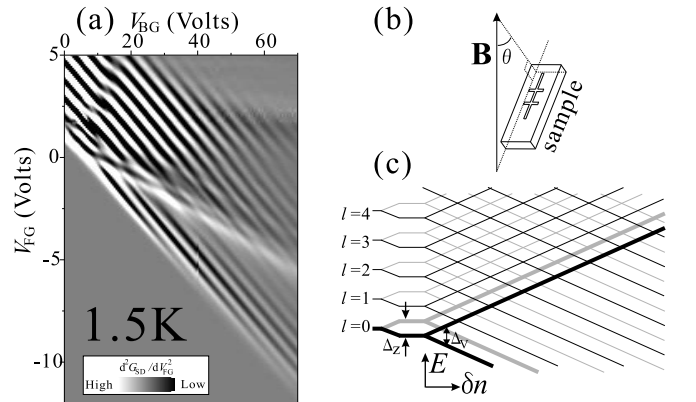 (a)
V_BG (Volts)
0 20 40 60
V_FG (Volts)
5
0
-5
-10
1.5K
d²G_SD/dV²_FG
High Low
(b)
B θ
sample
(c)
l=4
l=3
l=2
l=1
l=0
Δ_Z Δ_V
E
δn